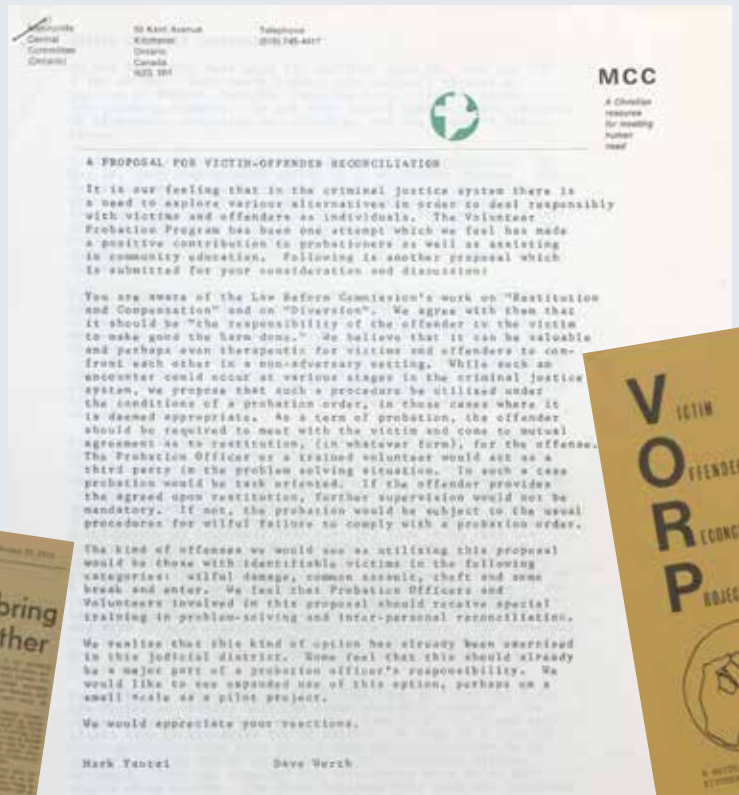 Mennonite
Central
Committee
(Ontario)
50 Kent Avenue
Kitchener
Ontario
Canada
N2G 3R1
Telephone
(519) 745-8417
MCC
A Christian
resource
for meeting
human
need
A PROPOSAL FOR VICTIM-OFFENDER RECONCILIATION
It is our feeling that in the criminal justice system there is
a need to explore various alternatives in order to deal responsibly
with victims and offenders as individuals. The Volunteer
Probation Program has been one attempt which we feel has made
a positive contribution to probationers as well as assisting
in community education. Following is another proposal which
is submitted for your consideration and discussion:
You are aware of the Law Reform Commission's work on "Restitution
and Compensation" and on "Diversion". We agree with them that
it should be "the responsibility of the offender to the victim
to make good the harm done." We believe that it can be valuable
and perhaps even therapeutic for victims and offenders to con-
front each other in a non-adversary setting. While such an
encounter could occur at various stages in the criminal justice
system, we propose that such a procedure be utilized under
the conditions of a probation order, in those cases where it
is deemed appropriate. As a term of probation, the offender
should be required to meet with the victim and come to mutual
agreement as to restitution, (in whatever form), for the offense.
The Probation Officer or a trained volunteer would act as a
third party in the problem solving situation. In such a case
probation would be task oriented. If the offender provides
the agreed upon restitution, further supervision would not be
mandatory. If not, the probation would be subject to the usual
procedures for wilful failure to comply with a probation order.
The kind of offenses we would see as utilizing this proposal
would be those with identifiable victims in the following
categories: wilful damage, common assault, theft and some
break and enter. We feel that Probation Officers and
Volunteers involved in this proposal should receive special
training in problem-solving and inter-personal reconciliation.
We realize that this kind of option has already been exercised
in this judicial district. Some feel that this should already
be a major part of a probation officer's responsibility. We
would like to see expanded use of this option, perhaps on a
small scale as a pilot project.
We would appreciate your reactions.
Mark Yantzi Dave Worth
bring
ther
VICTIM
OFFENDER
RECONC
PROJEC